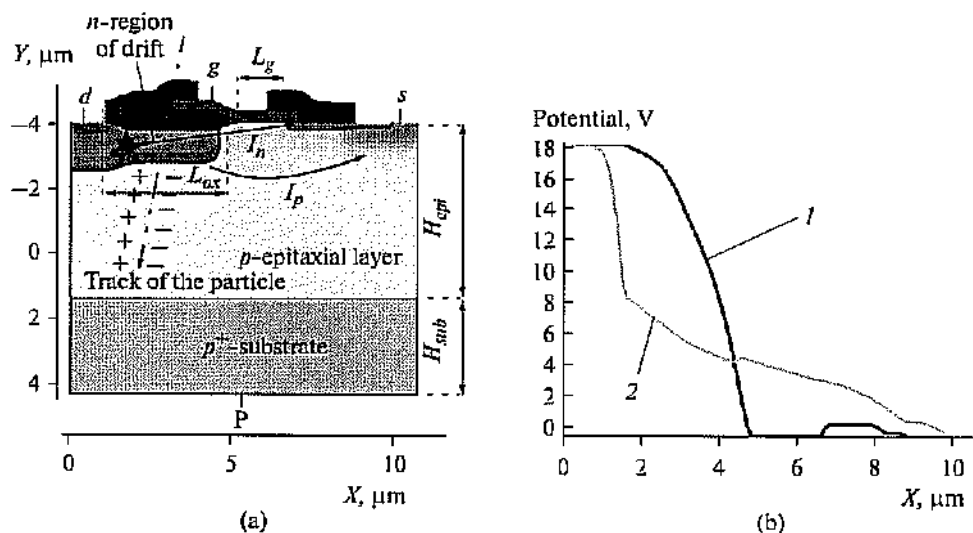 n-region
of drift
Y, μm
d
g
L_g
s
−4
−2
0
2
4
I_n
L_ox
I_p
H_epi
p-epitaxial layer
Track of the particle
p⁺-substrate
H_sub
P
0
5
10
X, μm
(a)
Potential, V
18
16
14
12
10
8
6
4
2
0
1
2
0
2
4
6
8
10
X, μm
(b)